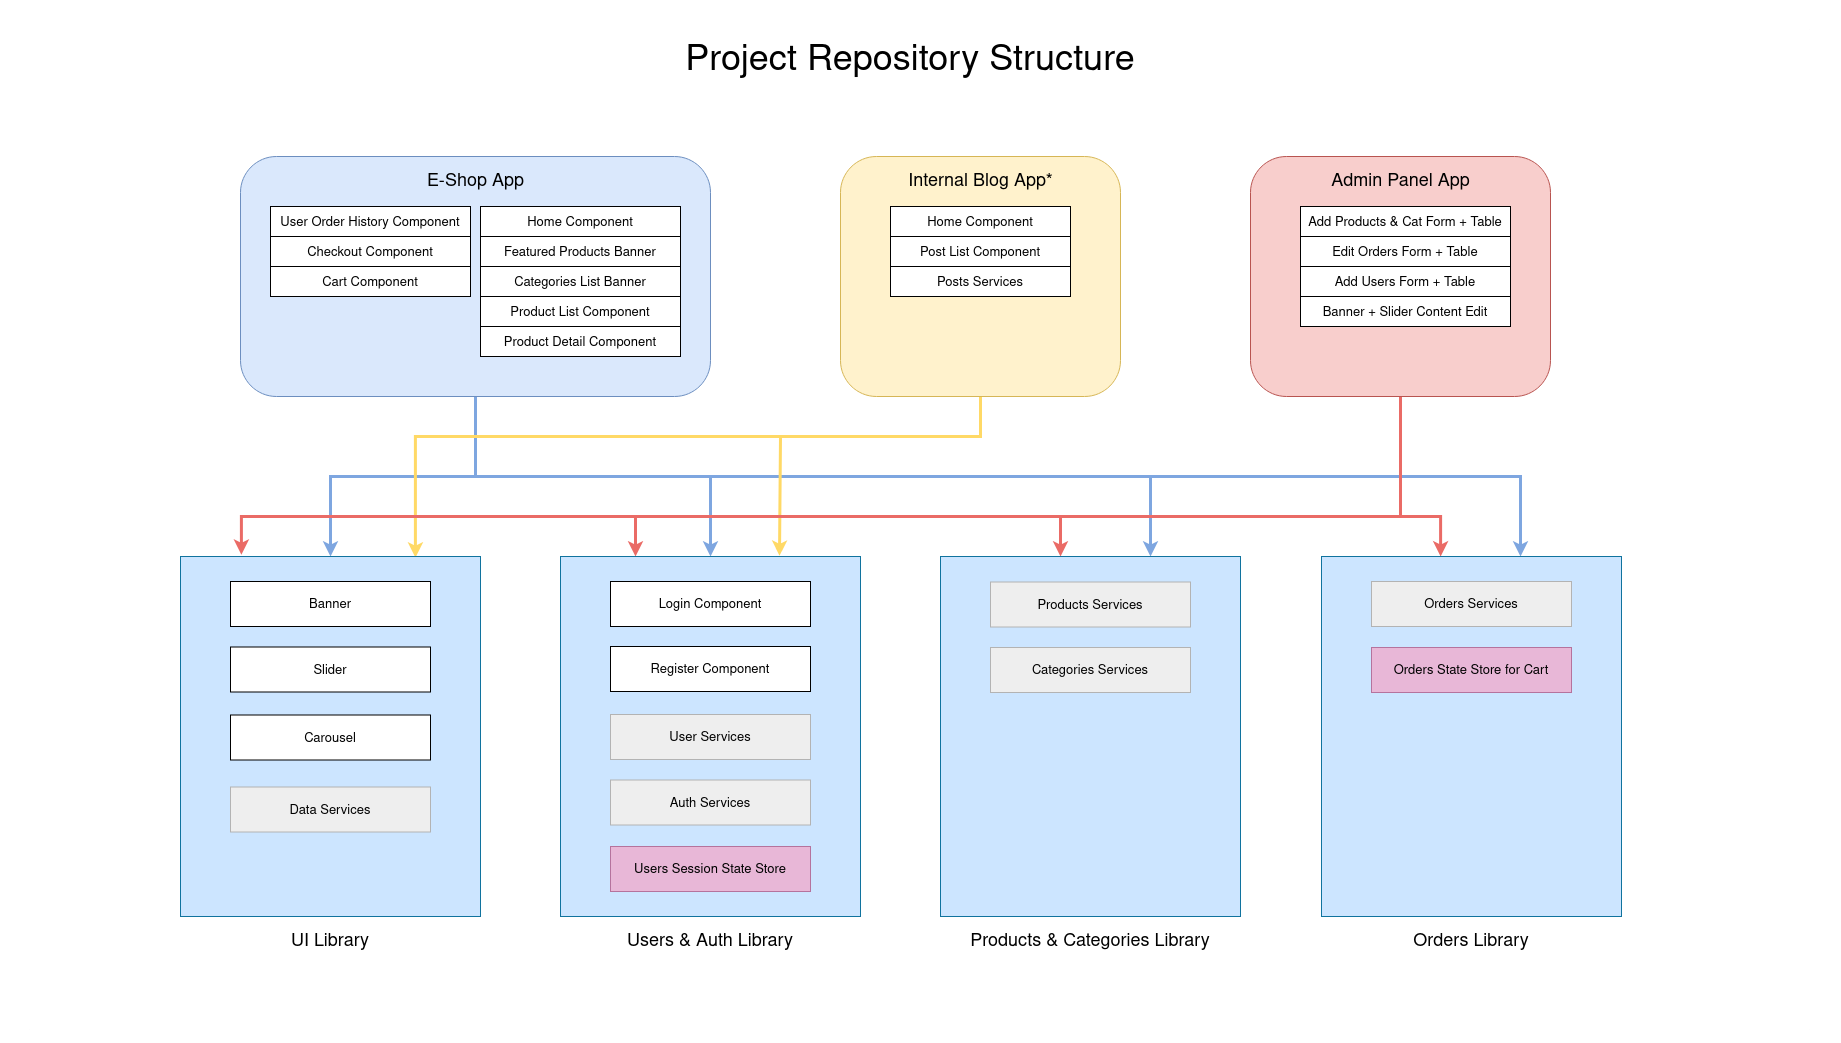 Project Repository Structure
E-Shop App
User Order History Component
Checkout Component
Cart Component
Home Component
Featured Products Banner
Categories List Banner
Product List Component
Product Detail Component
Internal Blog App*
Home Component
Post List Component
Posts Services
Admin Panel App
Add Products & Cat Form + Table
Edit Orders Form + Table
Add Users Form + Table
Banner + Slider Content Edit
Banner
Slider
Carousel
Data Services
UI Library
Login Component
Register Component
User Services
Auth Services
Users Session State Store
Users & Auth Library
Products Services
Categories Services
Products & Categories Library
Orders Services
Orders State Store for Cart
Orders Library